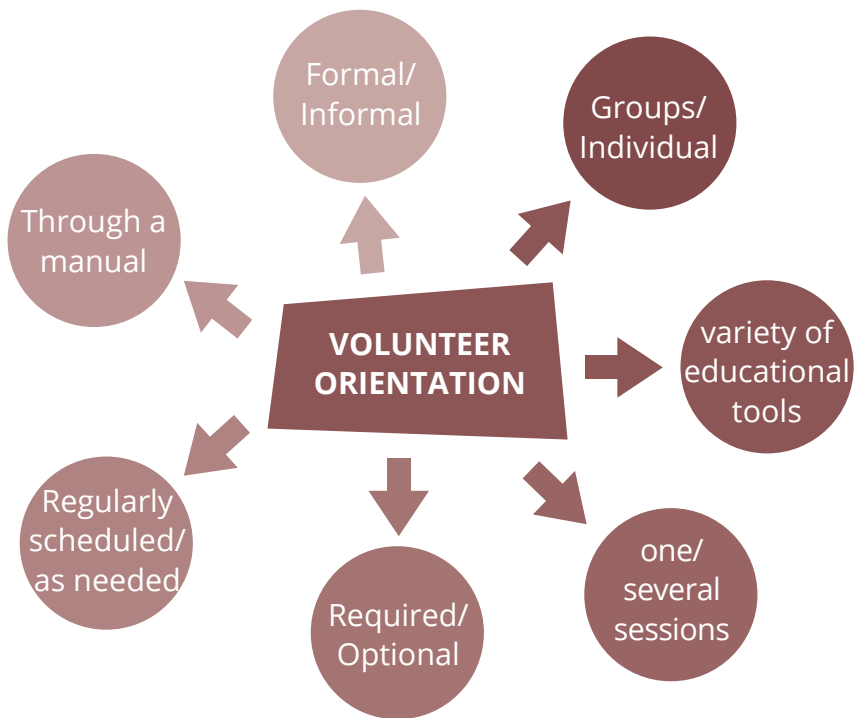 Formal/
Informal
Groups/
Individual
Through a
manual
VOLUNTEER
ORIENTATION
variety of
educational
tools
Regularly
scheduled/
as needed
one/
several
sessions
Required/
Optional